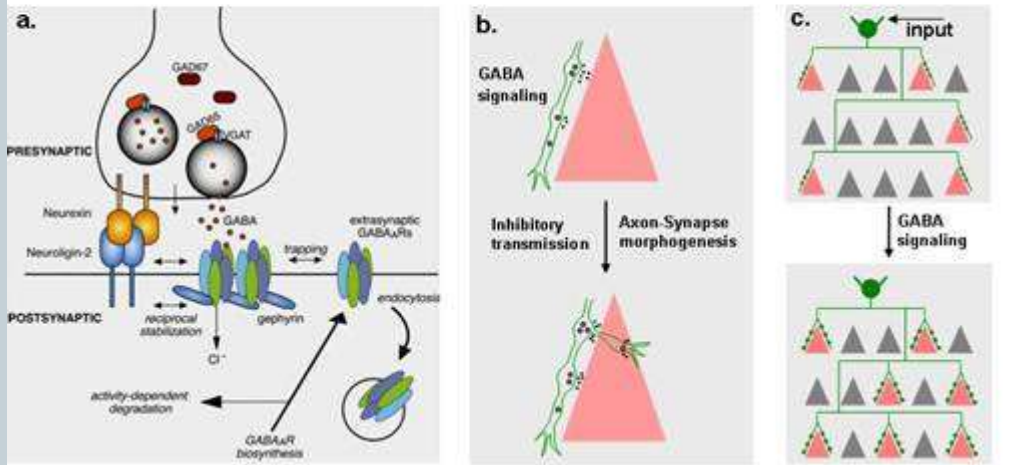 a.
GAD67
GAD65
VGAT
PRESYNAPTIC
Neurexin
GABA
extrasynaptic
GABAARs
Neuroligin-2
trapping
endocytosis
POSTSYNAPTIC
reciprocal
stabilization
gephyrin
Cl⁻
activity-dependent
degradation
GABAAR
biosynthesis
b.
GABA
signaling
Inhibitory
transmission
Axon-Synapse
morphogenesis
c.
input
GABA
signaling